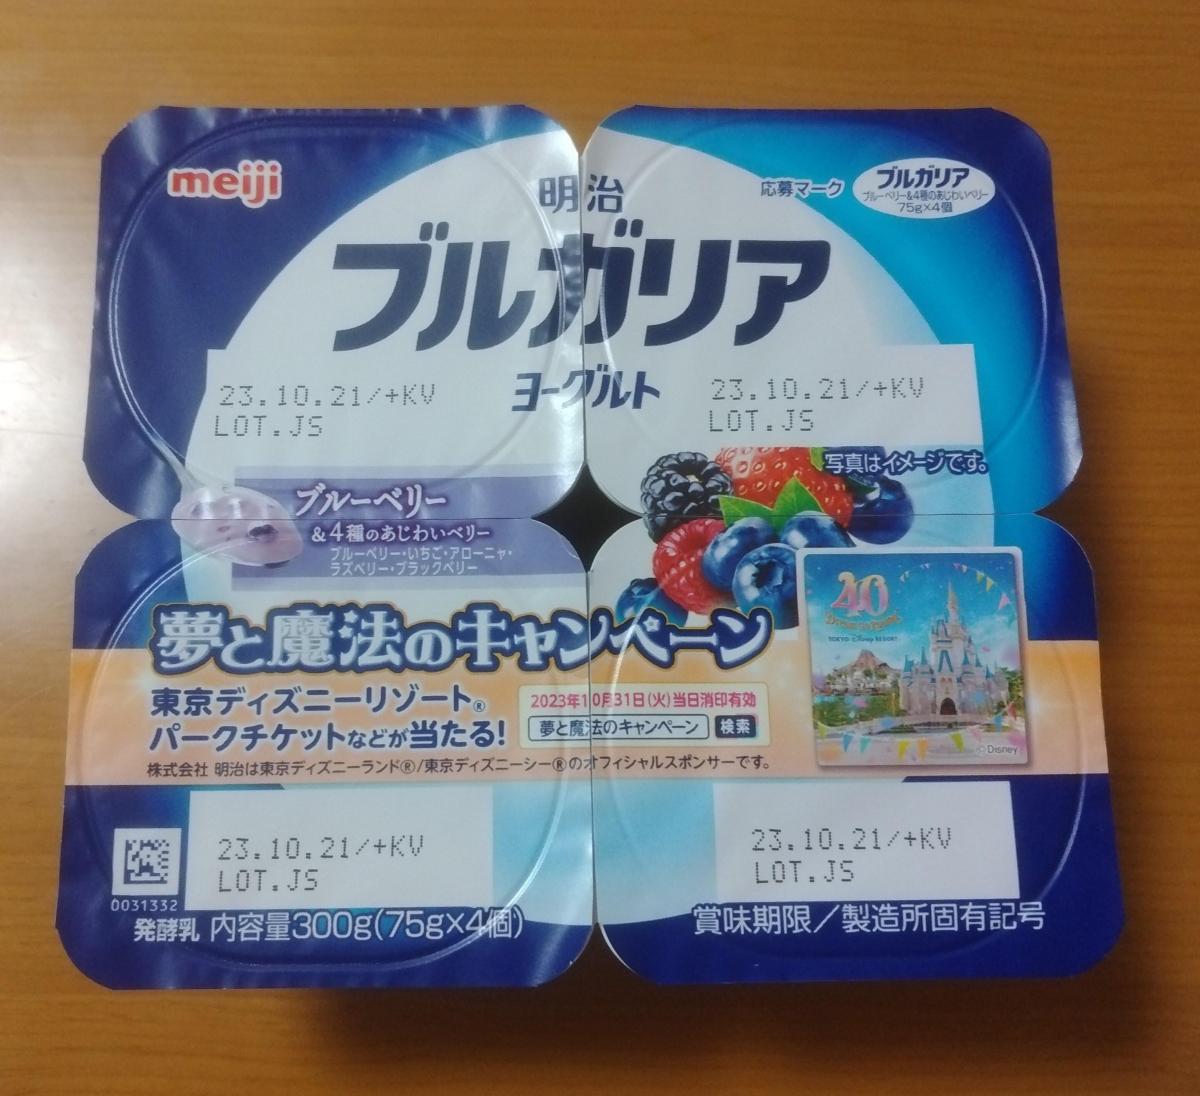 meiji
明治
ブルガリア
ヨーグルト
応募マーク
ブルガリア
ブルーベリー&4種のあじわいベリー
75g×4個
23.10.21/+KV
LOT.JS
23.10.21/+KV
LOT.JS
写真はイメージです。
ブルーベリー
&4種のあじわいベリー
ブルーベリー・いちご・アローニャ・
ラズベリー・ブラックベリー
夢と魔法のキャンペーン
東京ディズニーリゾート®
パークチケットなどが当たる!
2023年10月31日(火)当日消印有効
夢と魔法のキャンペーン 検索
株式会社 明治は東京ディズニーランド®/東京ディズニーシー®のオフィシャルスポンサーです。
40
TOKYO Disney RESORT
©Disney
23.10.21/+KV
LOT.JS
23.10.21/+KV
LOT.JS
0031332
発酵乳 内容量300g(75g×4個)
賞味期限/製造所固有記号